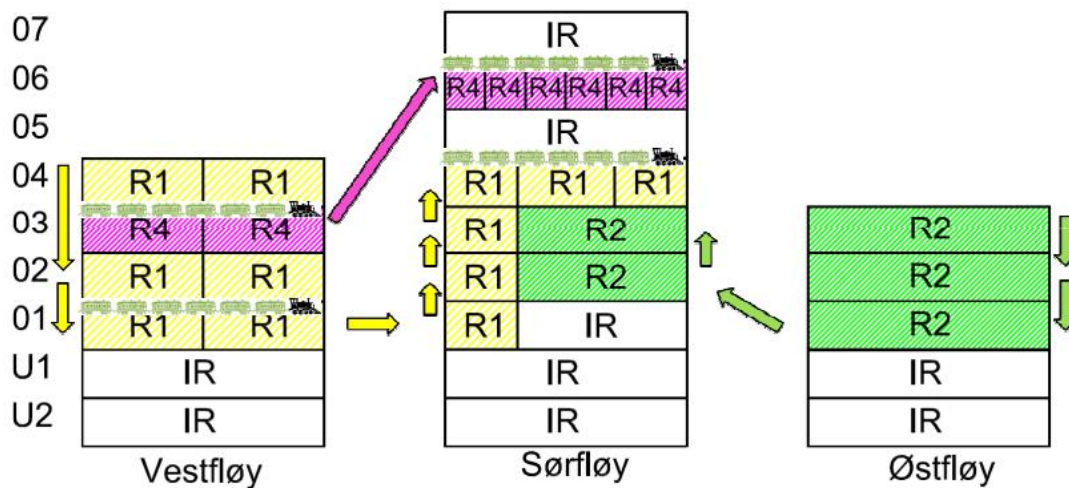 07 IR
06 R4 R4 R4 R4 R4 R4
05 IR
04 R1 R1 R1 R1 R1
03 R4 R4 R1 R2 R2
02 R1 R1 R1 R2 R2
01 R1 R1 R1 IR R2
U1 IR IR IR
U2 IR IR IR
Vestfløy Sørfløy Østfløy